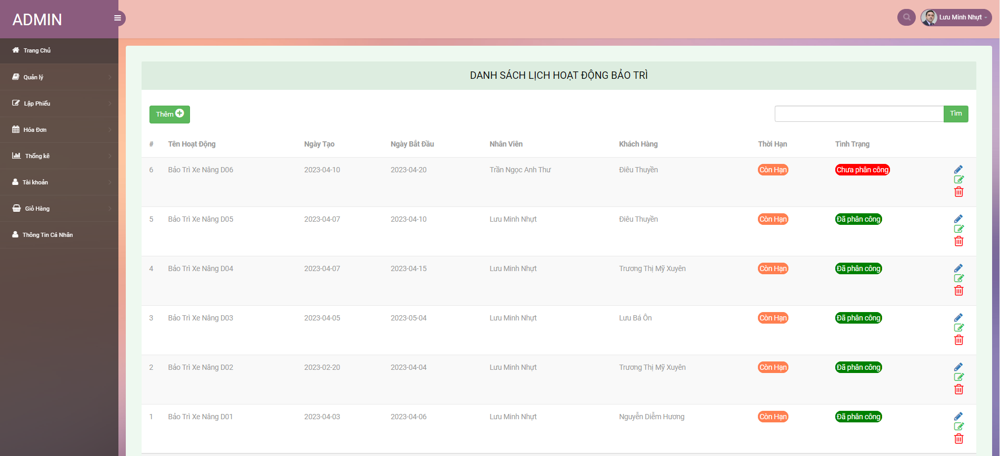 ADMIN
Lưu Minh Nhựt
Trang Chủ
Quản lý
Lập Phiếu
Hóa Đơn
Thống kê
Tài khoản
Giỏ Hàng
Thông Tin Cá Nhân
DANH SÁCH LỊCH HOẠT ĐỘNG BẢO TRÌ
Thêm
Tìm
# Tên Hoạt Động Ngày Tạo Ngày Bắt Đầu Nhân Viên Khách Hàng Thời Hạn Tình Trạng
6 Bảo Trì Xe Nâng D06 2023-04-10 2023-04-20 Trần Ngọc Anh Thư Điêu Thuyền Còn Hạn Chưa phân công
5 Bảo Trì Xe Nâng D05 2023-04-07 2023-04-10 Lưu Minh Nhựt Điêu Thuyền Còn Hạn Đã phân công
4 Bảo Trì Xe Nâng D04 2023-04-07 2023-04-15 Lưu Minh Nhựt Trương Thị Mỹ Xuyên Còn Hạn Đã phân công
3 Bảo Trì Xe Nâng D03 2023-04-05 2023-05-04 Lưu Minh Nhựt Lưu Bá Ôn Còn Hạn Đã phân công
2 Bảo Trì Xe Nâng D02 2023-02-20 2023-04-04 Lưu Minh Nhựt Trương Thị Mỹ Xuyên Còn Hạn Đã phân công
1 Bảo Trì Xe Nâng D01 2023-04-03 2023-04-06 Lưu Minh Nhựt Nguyễn Diễm Hương Còn Hạn Đã phân công